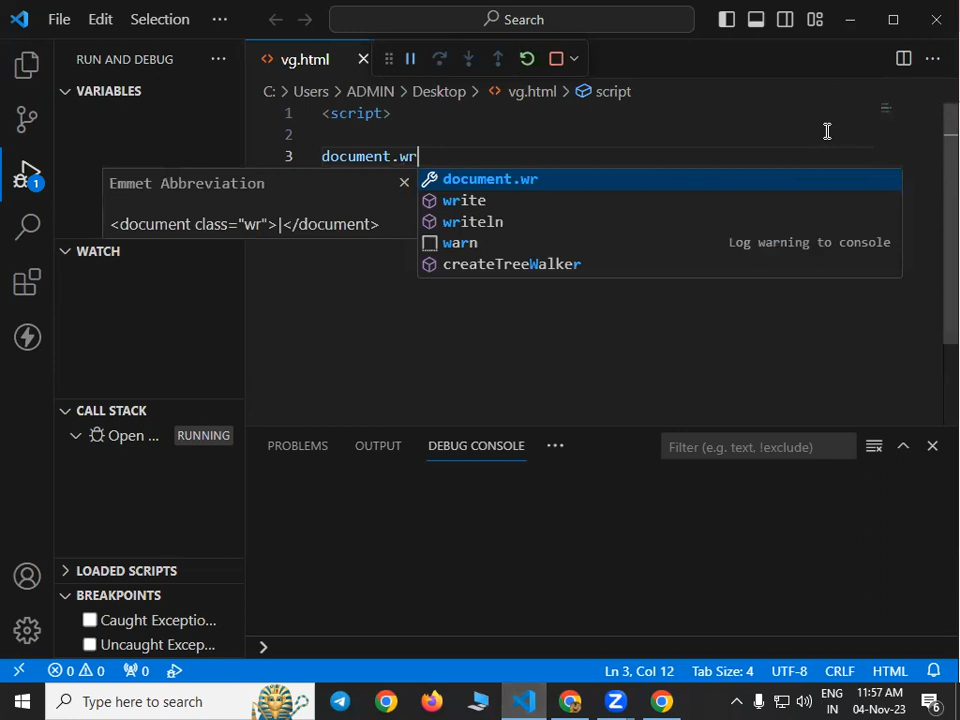 File Edit Selection ··· Search
RUN AND DEBUG ···
vg.html
VARIABLES
C: > Users > ADMIN > Desktop > vg.html > script
1 <script>
2
3 document.wr
Emmet Abbreviation
<document class="wr">|</document>
document.wr
write
writeln
warn Log warning to console
createTreeWalker
1
WATCH
CALL STACK
Open ... RUNNING
LOADED SCRIPTS
BREAKPOINTS
Caught Exceptio...
Uncaught Excep...
PROBLEMS OUTPUT DEBUG CONSOLE ··· Filter (e.g. text, !exclude)
0 0 0 Ln 3, Col 12 Tab Size: 4 UTF-8 CRLF HTML
Type here to search
ENG
IN
11:57 AM
04-Nov-23
6